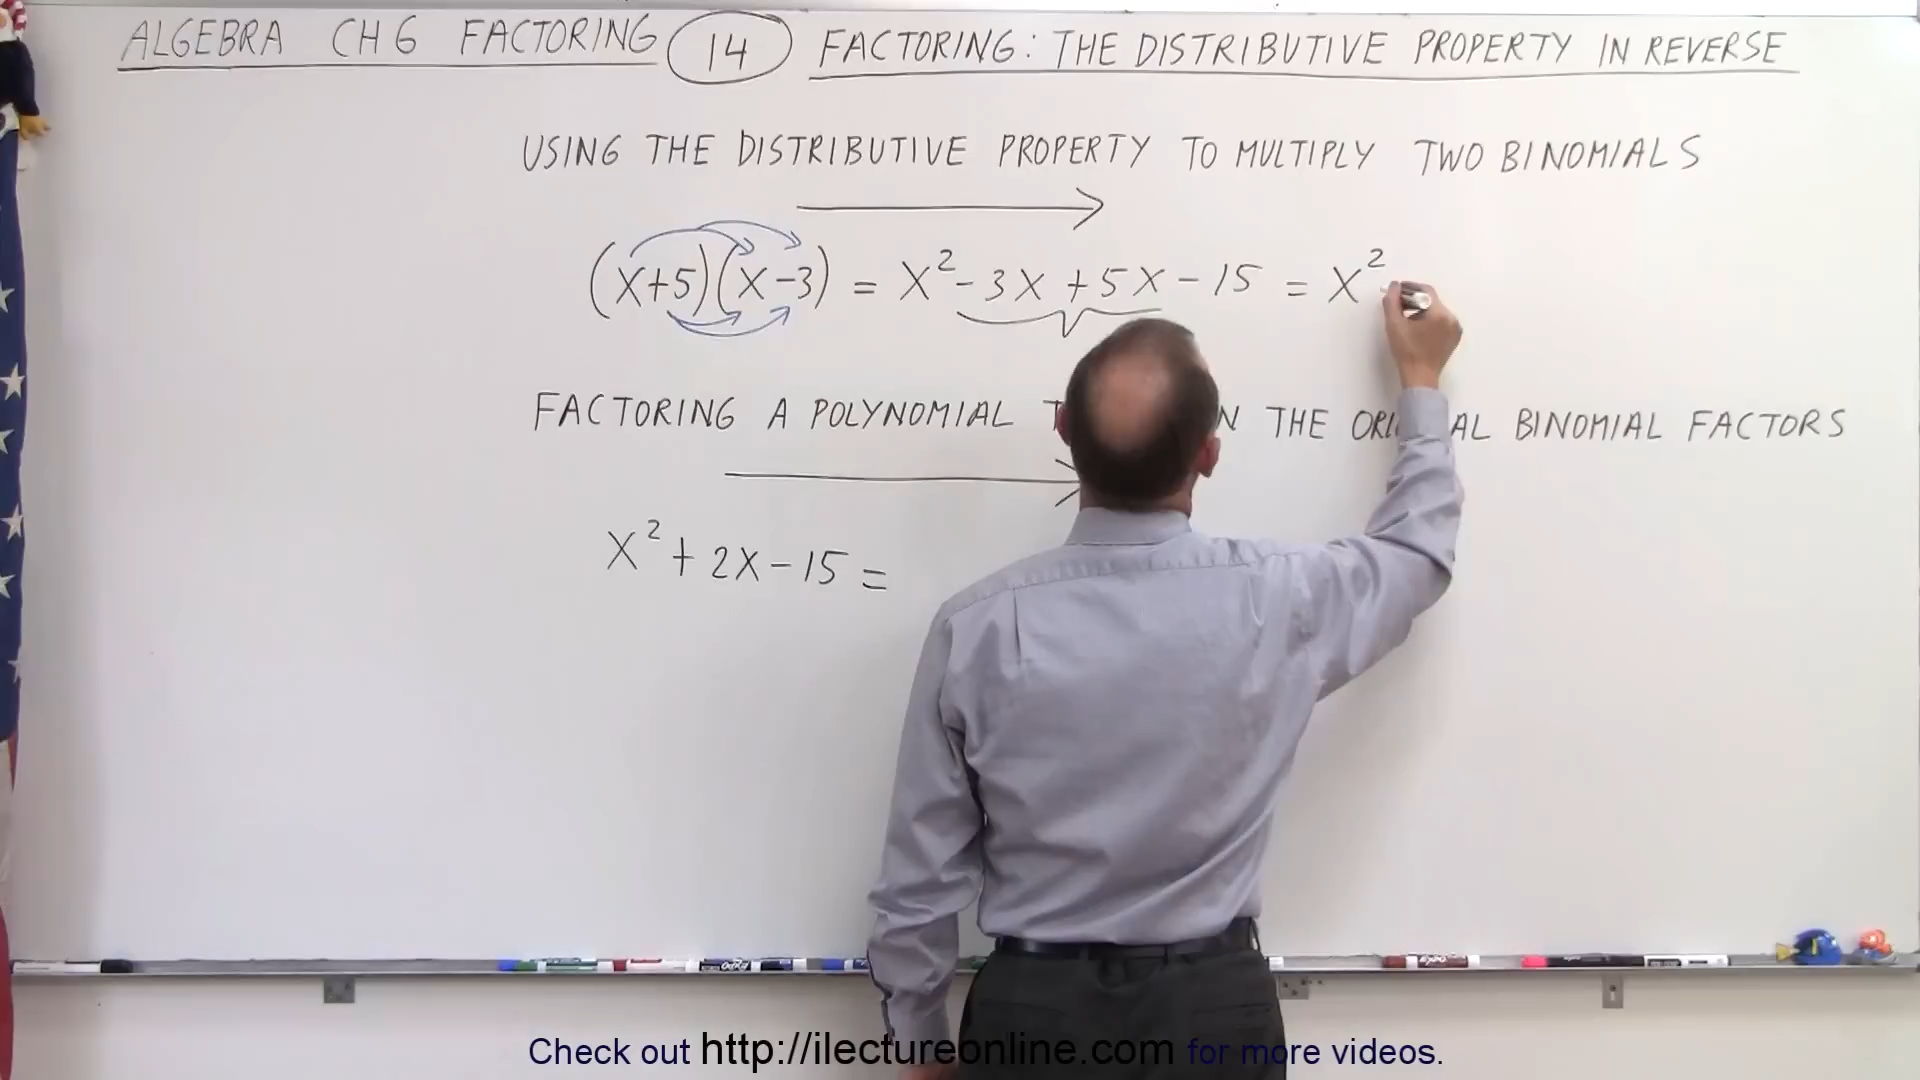 ALGEBRA CH 6 FACTORING 14 FACTORING: THE DISTRIBUTIVE PROPERTY IN REVERSE
USING THE DISTRIBUTIVE PROPERTY TO MULTIPLY TWO BINOMIALS
(X+5)(X-3) = X² - 3X + 5X - 15 = X²
FACTORING A POLYNOMIAL THE BINOMIAL FACTORS
X² + 2X - 15 =
Check out http://ilectureonline.com for more videos.